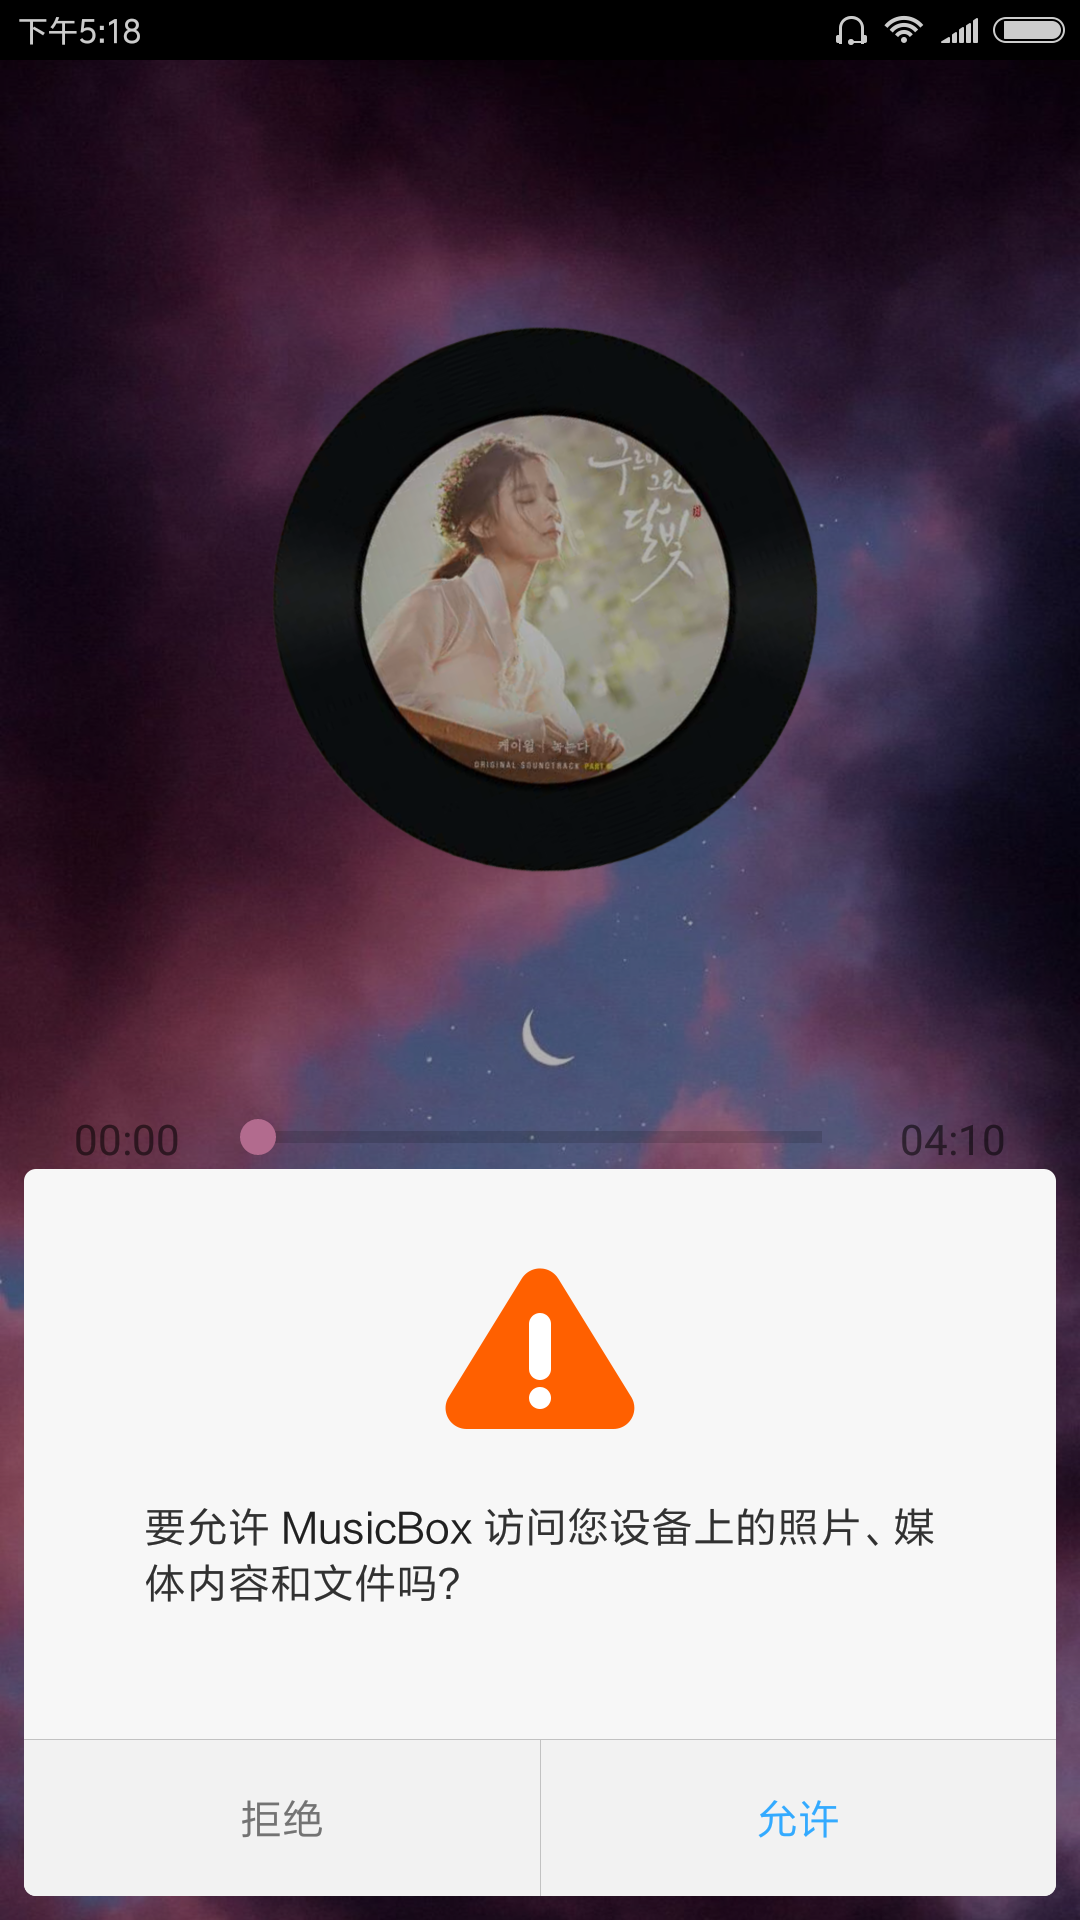 下午5:18
구르미
그린
달빛
케이윌 | 녹는다
ORIGINAL SOUNDTRACK PART
00:00
04:10
要允许 MusicBox 访问您设备上的照片、媒
体内容和文件吗?
拒绝
允许